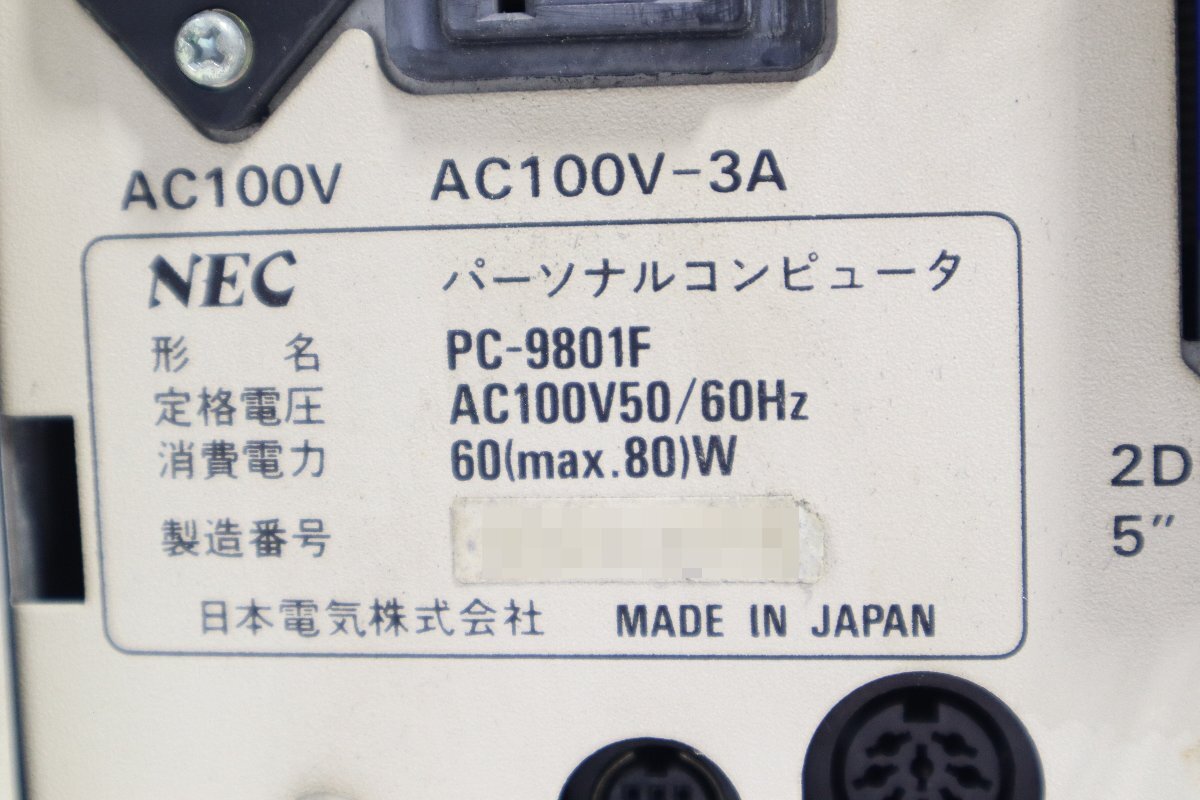 AC100V AC100V-3A
NEC パーソナルコンピュータ
形 名 PC-9801F
定格電圧 AC100V50/60Hz
消費電力 60(max.80)W
製造番号
日本電気株式会社 MADE IN JAPAN
2D
5"